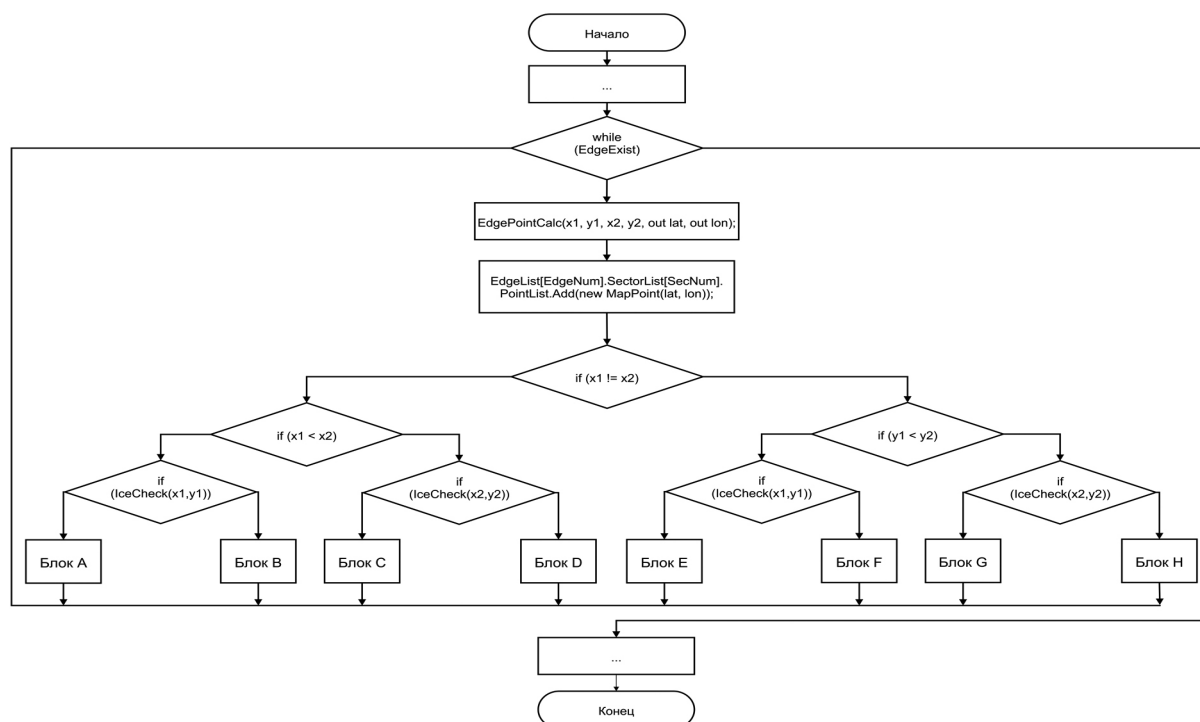 Начало
...
while
(EdgeExist)
EdgePointCalc(x1, y1, x2, y2, out lat, out lon);
EdgeList[EdgeNum].SectorList[SecNum].
PointList.Add(new MapPoint(lat, lon));
if (x1 != x2)
if (x1 < x2)
if (y1 < y2)
if
(IceCheck(x1,y1))
if
(IceCheck(x2,y2))
if
(IceCheck(x1,y1))
if
(IceCheck(x2,y2))
Блок A
Блок B
Блок C
Блок D
Блок E
Блок F
Блок G
Блок H
...
Конец